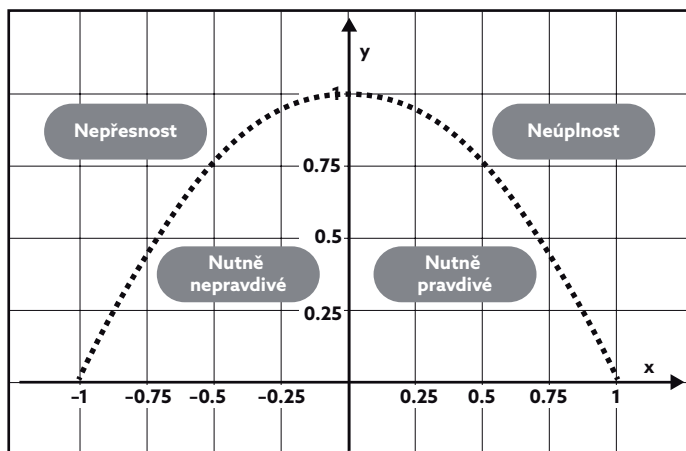 y
1
Nepřesnost
Neúplnost
0.75
0.5
Nutně
nepravdivé
Nutně
pravdivé
0.25
x
–1
–0.75
–0.5
–0.25
0.25
0.5
0.75
1